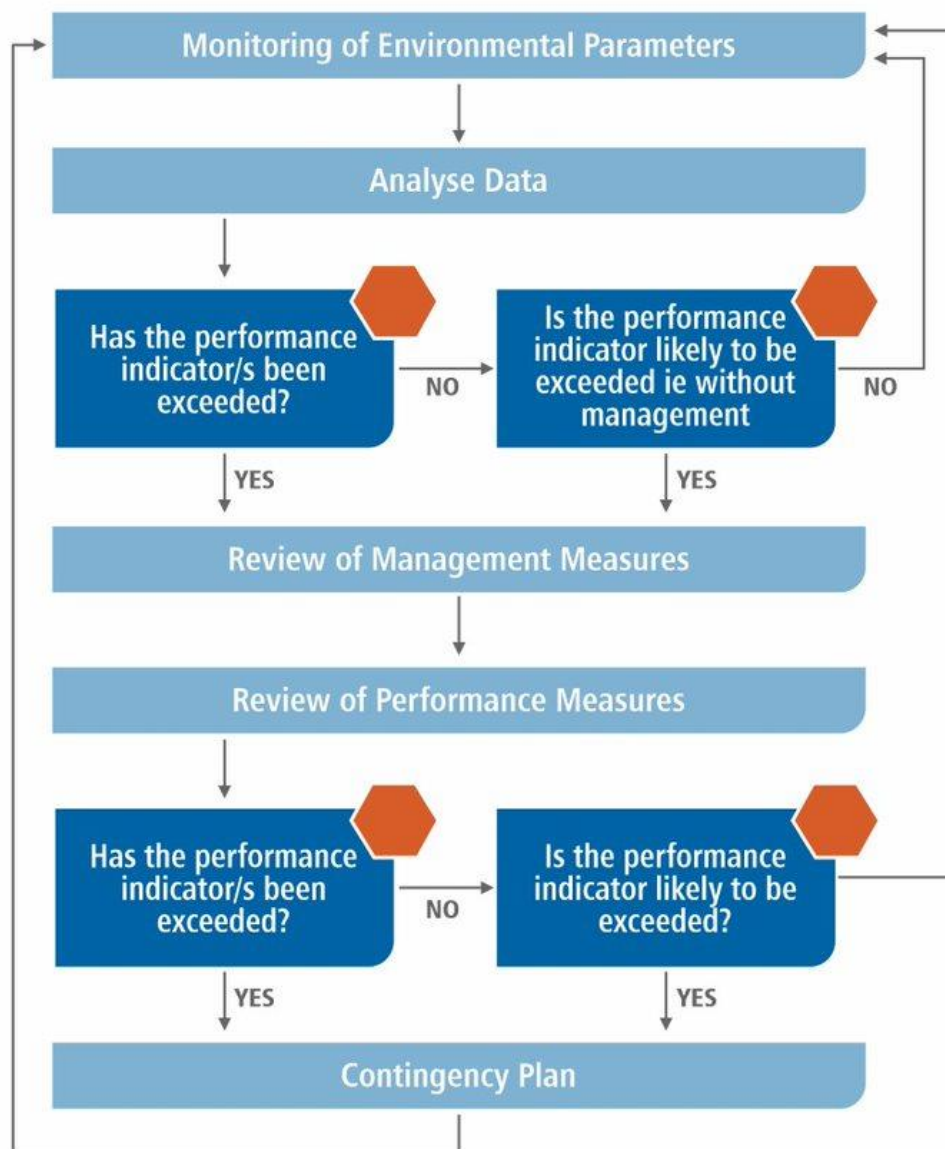 Monitoring of Environmental Parameters
Analyse Data
Has the performance
indicator/s been
exceeded?
NO
Is the performance
indicator likely to be
exceeded ie without
management
NO
YES
YES
Review of Management Measures
Review of Performance Measures
Has the performance
indicator/s been
exceeded?
NO
Is the performance
indicator likely to be
exceeded?
YES
YES
Contingency Plan